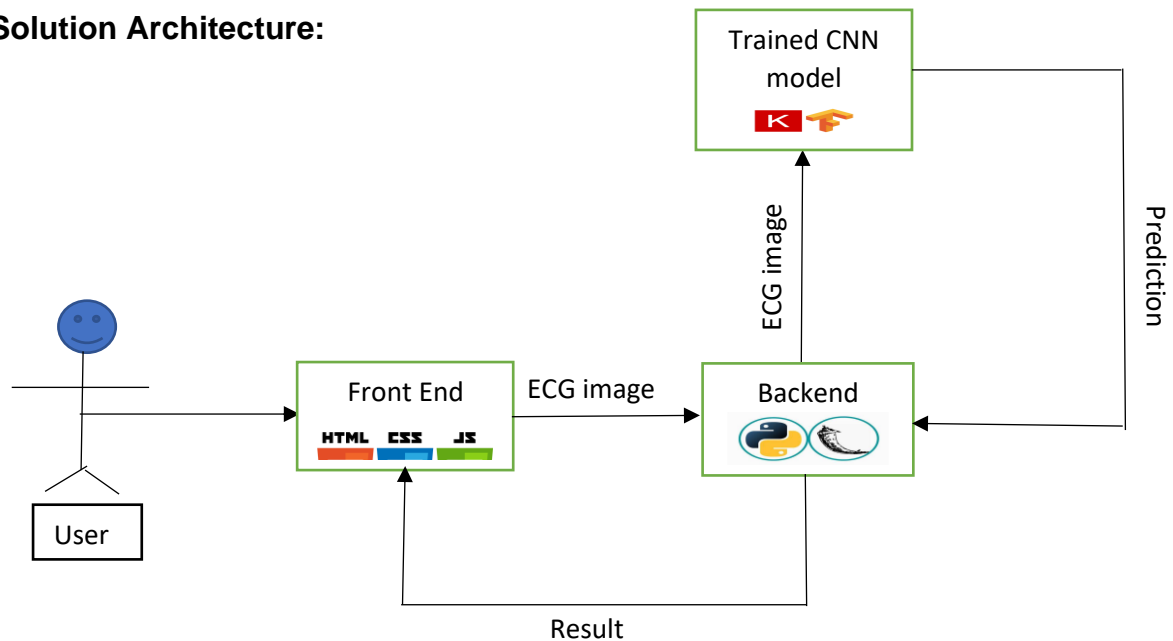 Solution Architecture:
Trained CNN
model
K
ECG image
Prediction
Front End
HTML CSS JS
ECG image
Backend
User
Result